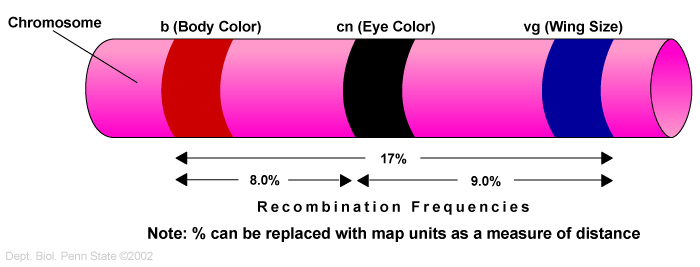 Chromosome
b (Body Color)
cn (Eye Color)
vg (Wing Size)
17%
8.0%
9.0%
Recombination Frequencies
Note: % can be replaced with map units as a measure of distance
Dept. Biol. Penn State ©2002